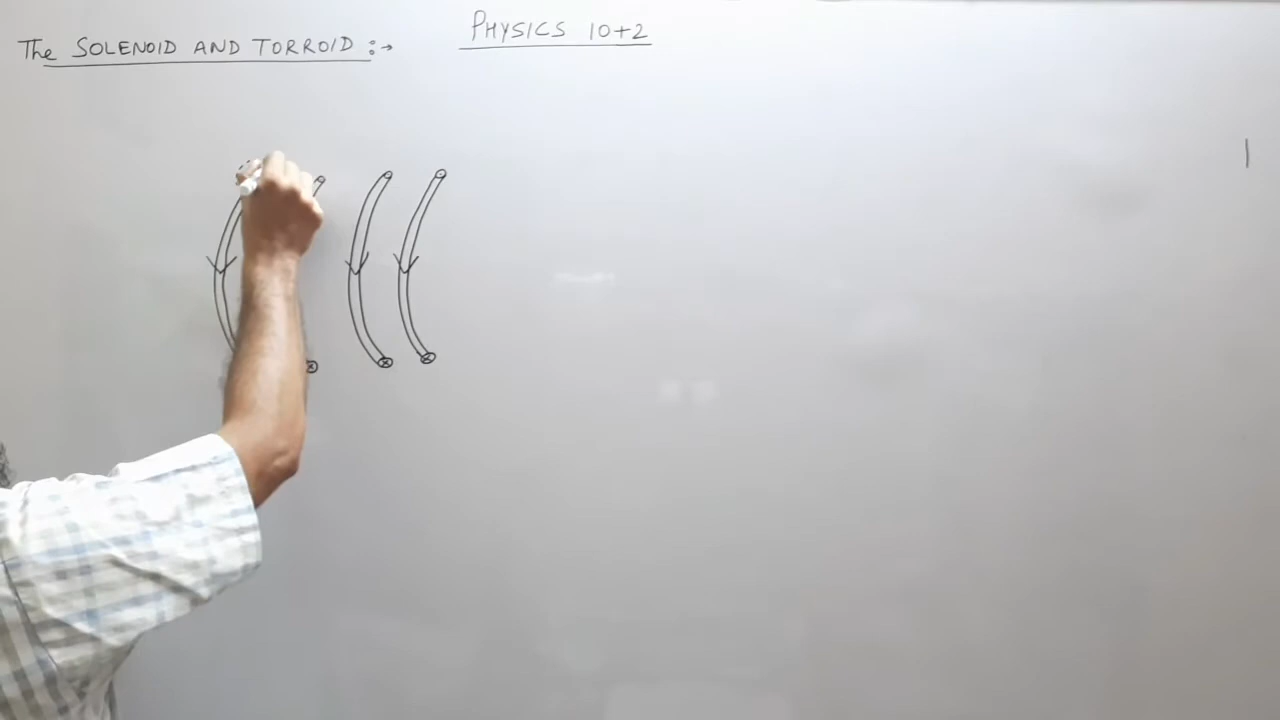 PHYSICS 10+2
The SOLENOID AND TORROID :→